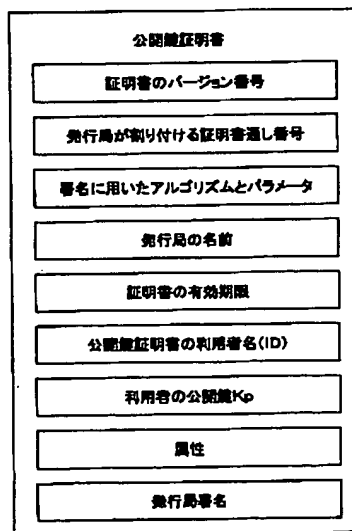 公開鍵証明書
証明書のバージョン番号
発行局が割り付ける証明書通し番号
署名に用いたアルゴリズムとパラメータ
発行局の名前
証明書の有効期限
公開鍵証明書の利用者名(ID)
利用者の公開鍵Kp
属性
発行局署名